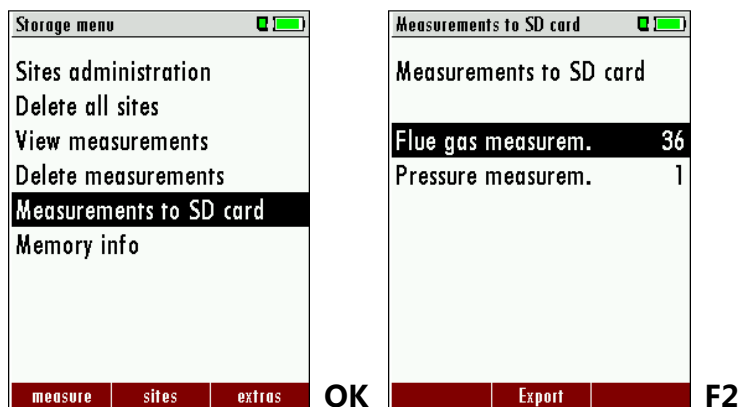 Storage menu
Sites administration
Delete all sites
View measurements
Delete measurements
Measurements to SD card
Memory info
measure sites extras
OK
Measurements to SD card
Measurements to SD card
Flue gas measurem. 36
Pressure measurem. 1
Export
F2